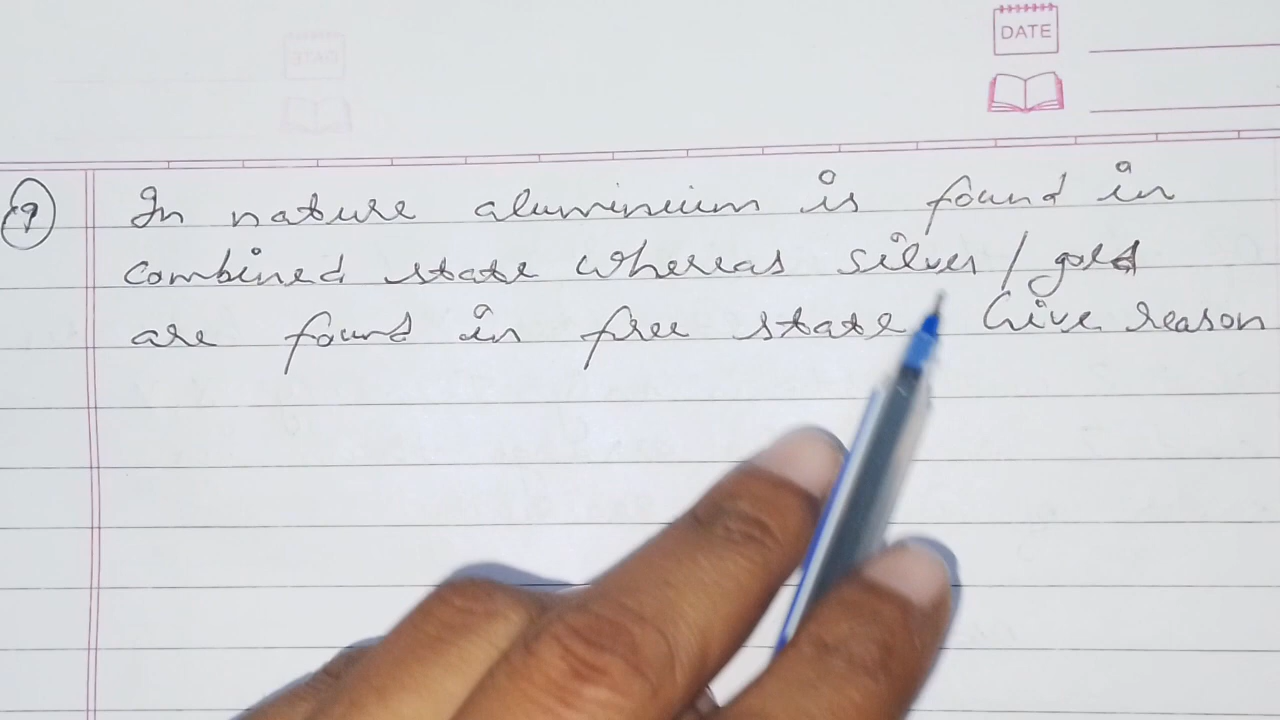 DATE
9 In nature aluminium is found in
combined state whereas silver / gold
are found in free state Give reason